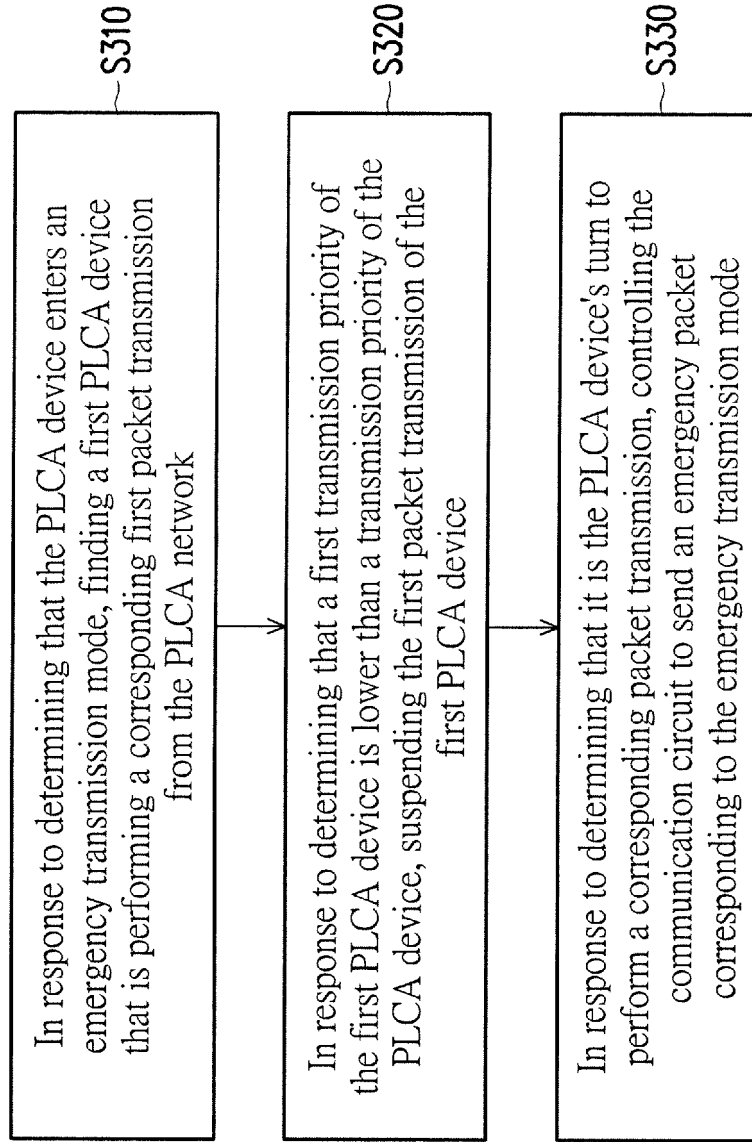 In response to determining that the PLCA device enters an
emergency transmission mode, finding a first PLCA device
that is performing a corresponding first packet transmission
from the PLCA network
S310
In response to determining that a first transmission priority of
the first PLCA device is lower than a transmission priority of the
PLCA device, suspending the first packet transmission of the
first PLCA device
S320
In response to determining that it is the PLCA device's turn to
perform a corresponding packet transmission, controlling the
communication circuit to send an emergency packet
corresponding to the emergency transmission mode
S330